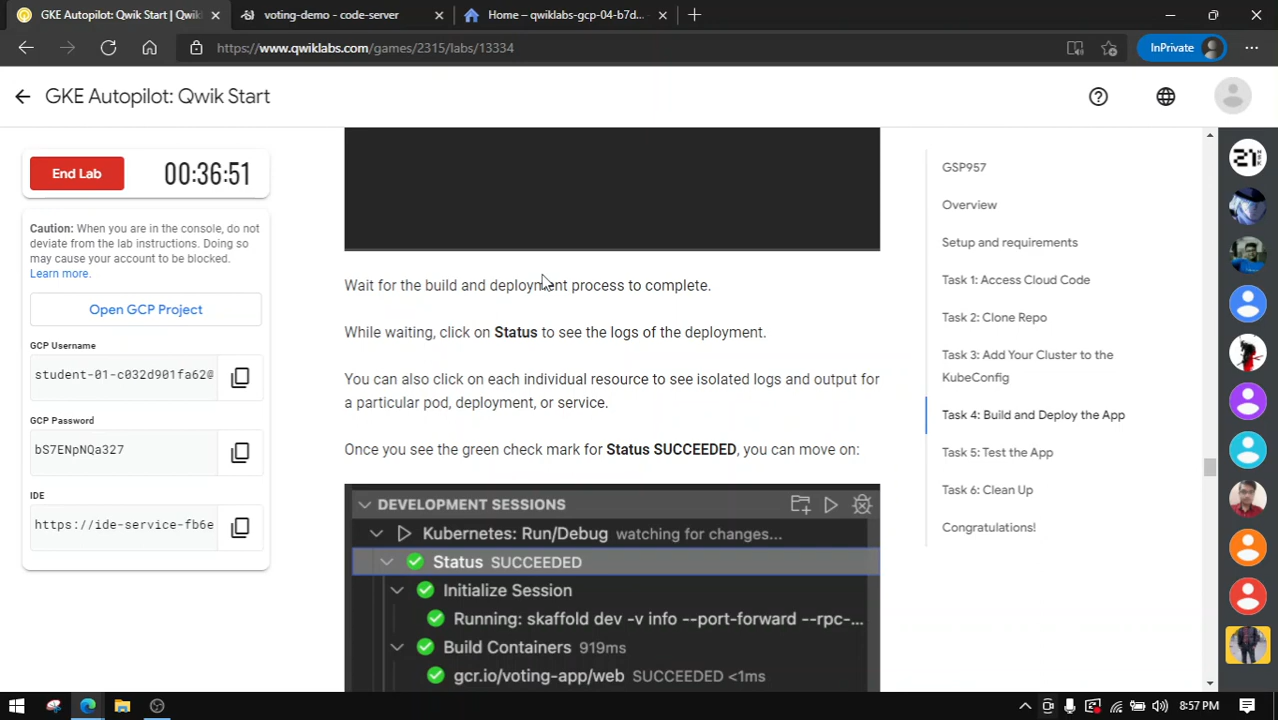 GKE Autopilot: Qwik Start | Qwikl
voting-demo - code-server
Home – qwiklabs-gcp-04-b7d...
https://www.qwiklabs.com/games/2315/labs/13334
InPrivate
GKE Autopilot: Qwik Start
End Lab
00:36:51
Caution: When you are in the console, do not
deviate from the lab instructions. Doing so
may cause your account to be blocked.
Learn more.
Open GCP Project
GCP Username
student-01-c032d901fa62@
GCP Password
bS7ENpNQa327
IDE
https://ide-service-fb6e
Wait for the build and deployment process to complete.
While waiting, click on Status to see the logs of the deployment.
You can also click on each individual resource to see isolated logs and output for
a particular pod, deployment, or service.
Once you see the green check mark for Status SUCCEEDED, you can move on:
DEVELOPMENT SESSIONS
Kubernetes: Run/Debug watching for changes...
Status SUCCEEDED
Initialize Session
Running: skaffold dev -v info --port-forward --rpc-...
Build Containers 919ms
gcr.io/voting-app/web SUCCEEDED <1ms
GSP957
Overview
Setup and requirements
Task 1: Access Cloud Code
Task 2: Clone Repo
Task 3: Add Your Cluster to the
KubeConfig
Task 4: Build and Deploy the App
Task 5: Test the App
Task 6: Clean Up
Congratulations!
8:57 PM